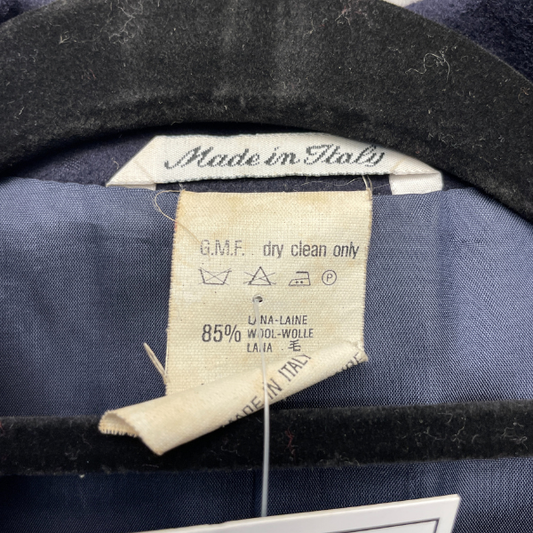 Made in Italy
G.M.F. dry clean only
P
85%
LANA-LAINE
WOOL-WOLLE
LANA 毛
MADE IN ITALY